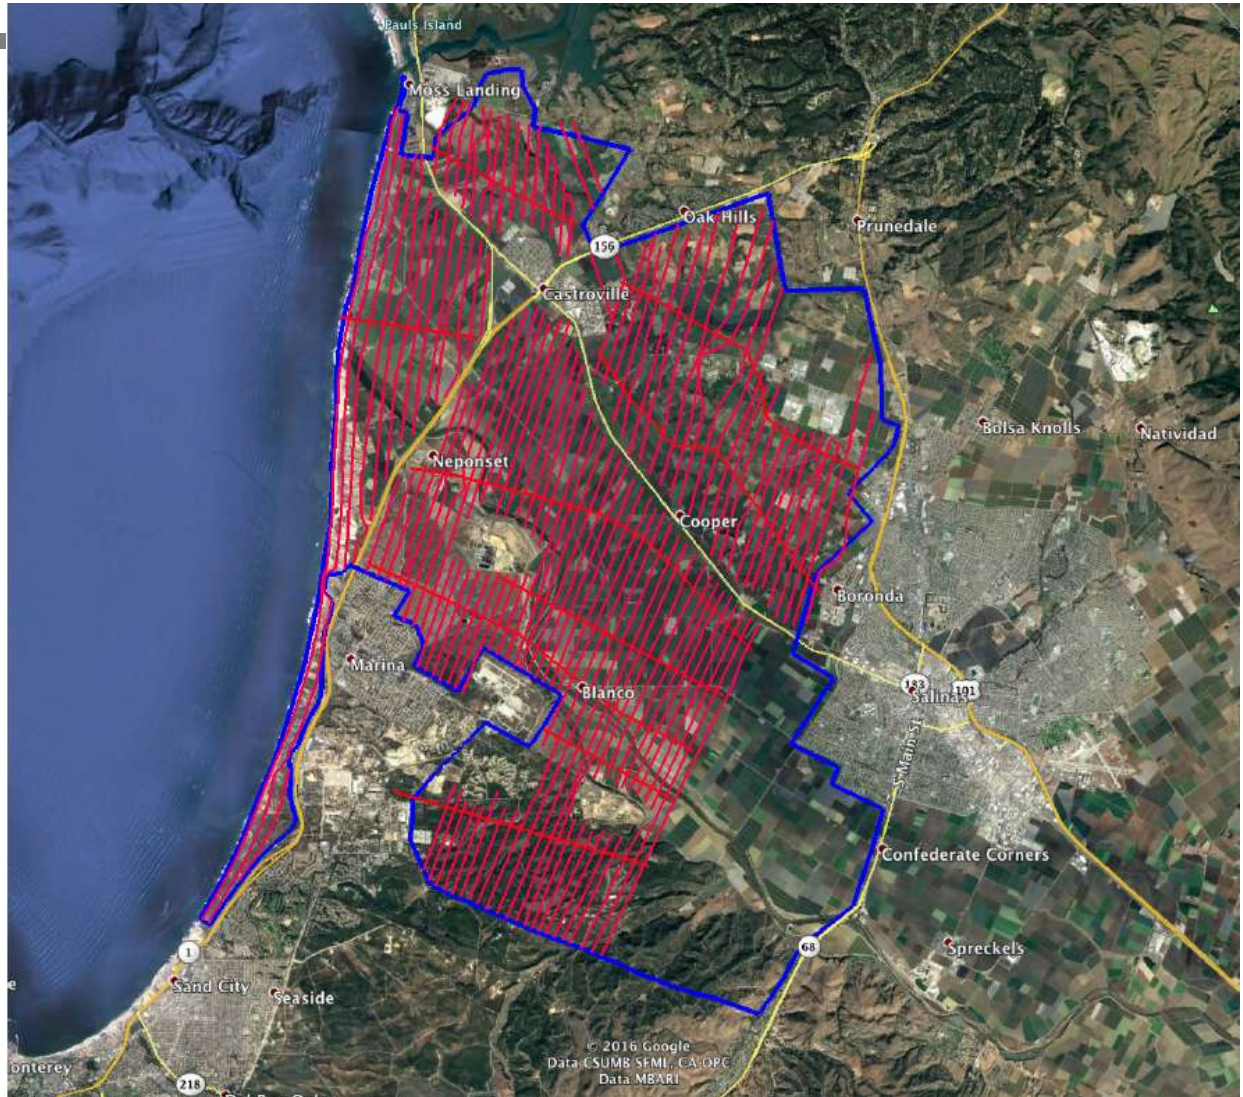 Pauls Island
Moss Landing
Oak Hills
Prunedale
156
Castroville
Bolsa Knolls
Natividad
Neponset
Cooper
Boronda
Marina
Blanco
183
101
Salinas
S Main St
Confederate Corners
68
Spreckels
1
Sand City
Seaside
© 2016 Google
Data CSUMB SFML, CA OPC
Data MBARI
218